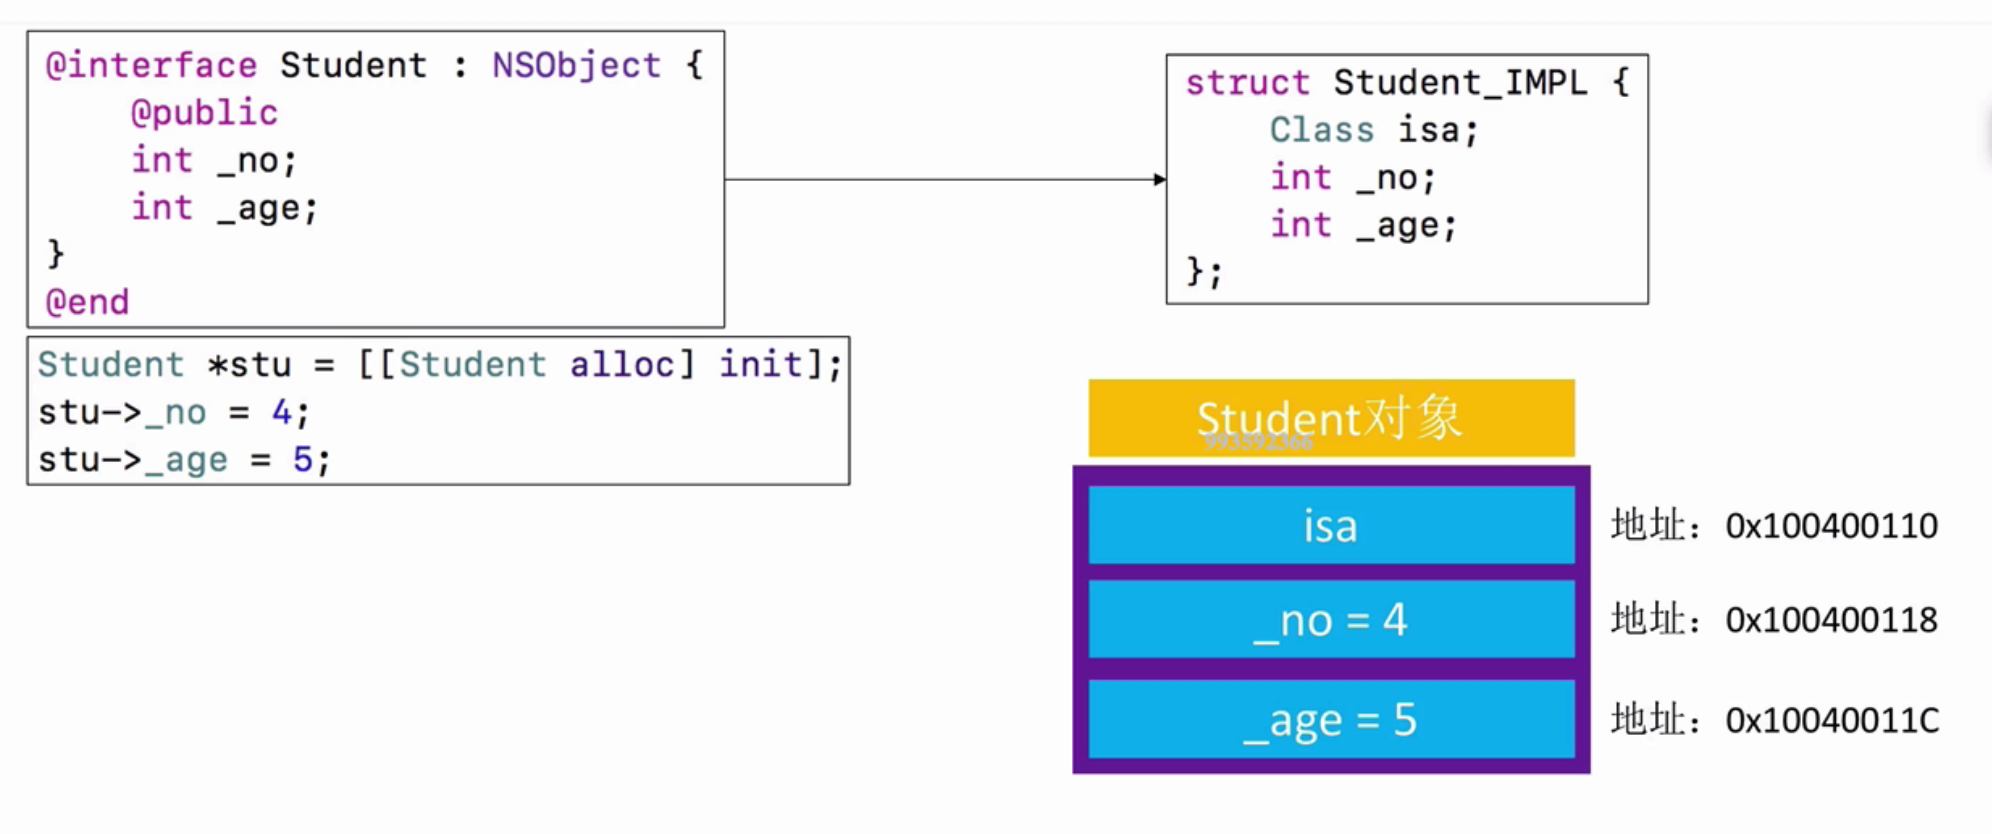 @interface Student : NSObject {
@public
int _no;
int _age;
}
@end
Student *stu = [[Student alloc] init];
stu->_no = 4;
stu->_age = 5;
struct Student_IMPL {
Class isa;
int _no;
int _age;
};
Student对象
993592366
isa 地址：0x100400110
_no = 4 地址：0x100400118
_age = 5 地址：0x10040011C